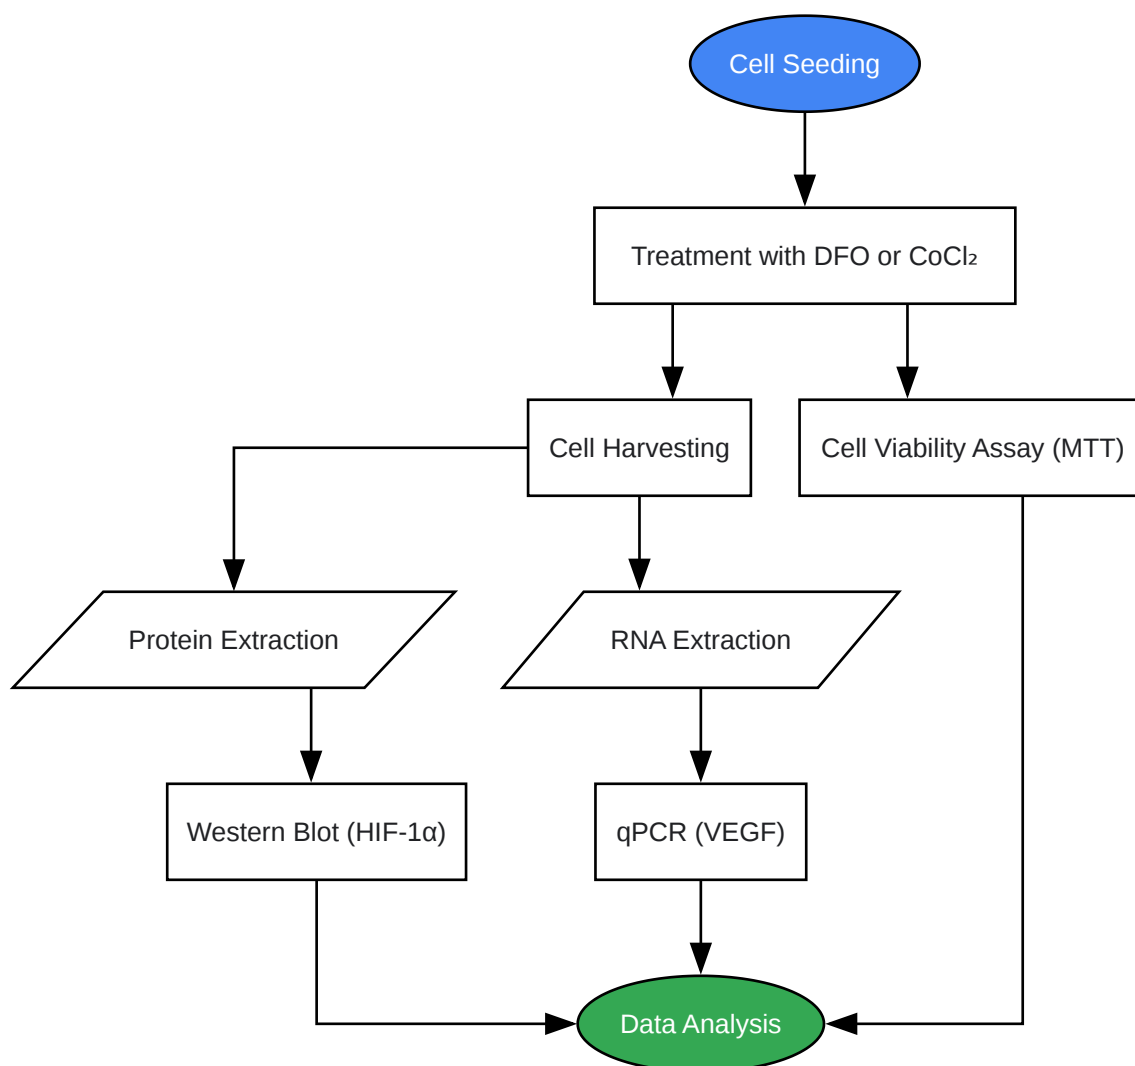 Cell Seeding
Treatment with DFO or CoCl₂
Cell Harvesting
Cell Viability Assay (MTT)
Protein Extraction
RNA Extraction
Western Blot (HIF-1α)
qPCR (VEGF)
Data Analysis